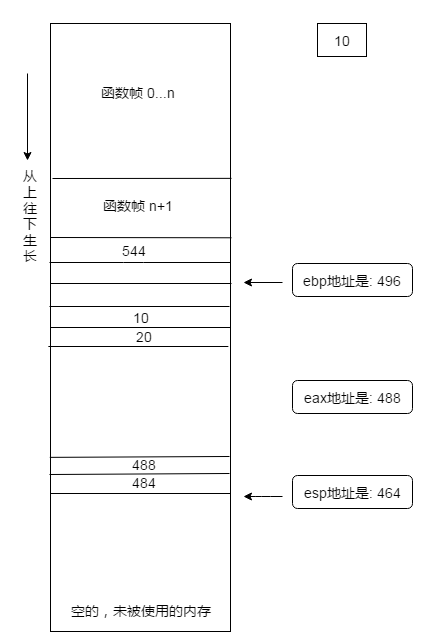 10
函数帧 0...n
从上往下生长
函数帧 n+1
544
ebp地址是: 496
10
20
eax地址是: 488
488
484
esp地址是: 464
空的，未被使用的内存